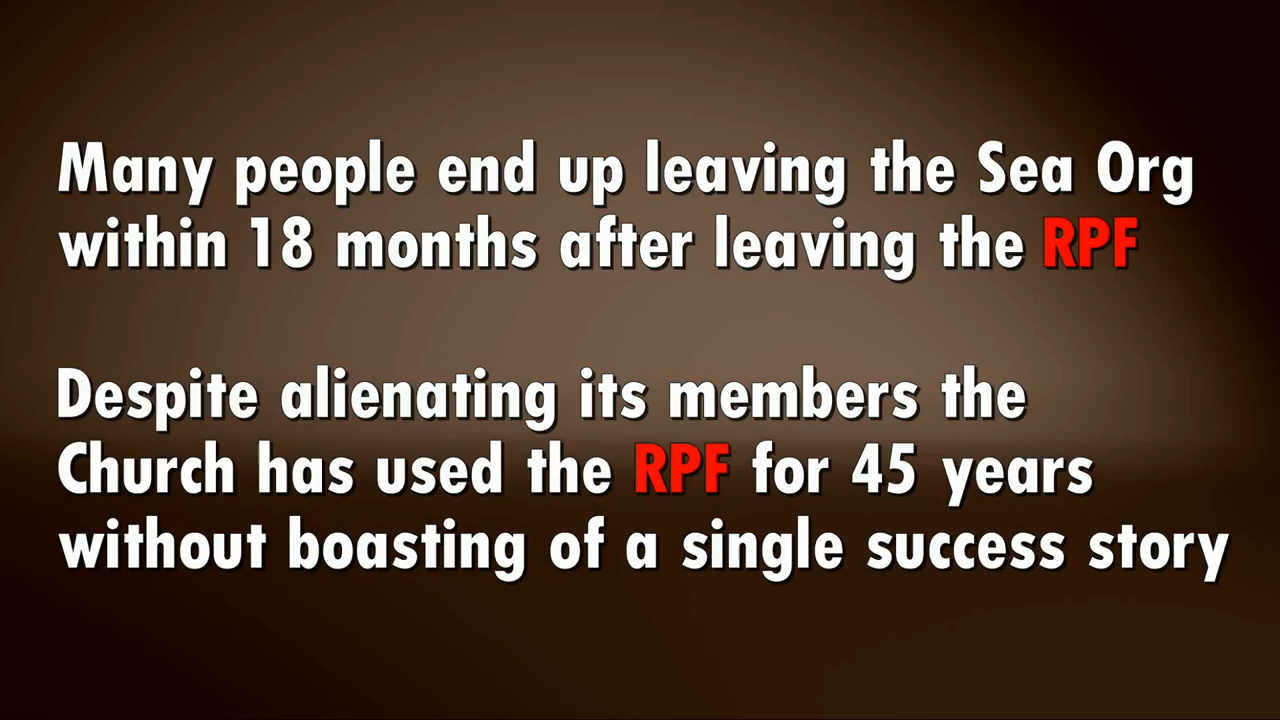 Many people end up leaving the Sea Org
within 18 months after leaving the RPF
Despite alienating its members the
Church has used the RPF for 45 years
without boasting of a single success story